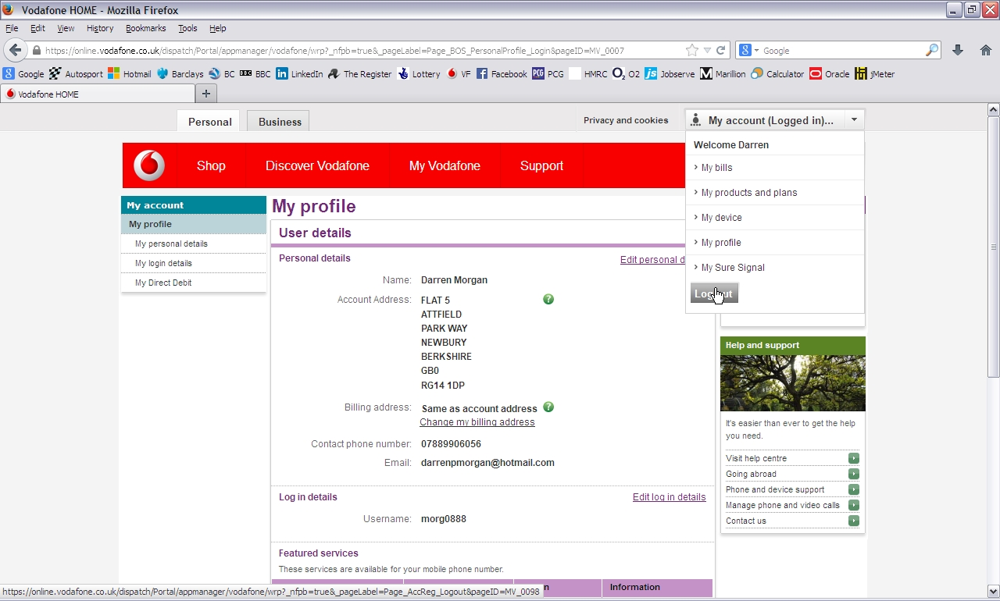 Vodafone HOME - Mozilla Firefox
File Edit View History Bookmarks Tools Help
https://online.vodafone.co.uk/dispatch/Portal/appmanager/vodafone/wrp?_nfpb=true&_pageLabel=Page_BOS_PersonalProfile_Login&pageID=MV_0007
Google
Google Autosport Hotmail Barclays BC BBC BBC LinkedIn The Register Lottery VF Facebook PCG PCG HMRC O2 O2 js Jobserve M Marillion Calculator Oracle jMeter
Vodafone HOME
Personal Business Privacy and cookies My account (Logged in)...
Shop Discover Vodafone My Vodafone Support
Welcome Darren
My bills
My products and plans
My device
My profile
My Sure Signal
My account
My profile
My personal details
My login details
My Direct Debit
My profile
User details
Personal details
Edit personal d
Name: Darren Morgan
Account Address: FLAT 5
ATTFIELD
PARK WAY
NEWBURY
BERKSHIRE
GB0
RG14 1DP
Billing address: Same as account address
Change my billing address
Contact phone number: 07889906056
Email: darrenpmorgan@hotmail.com
Log in details
Edit log in details
Username: morg0888
Featured services
These services are available for your mobile phone number.
n Information
Help and support
It's easier than ever to get the help
you need.
Visit help centre
Going abroad
Phone and device support
Manage phone and video calls
Contact us
https://online.vodafone.co.uk/dispatch/Portal/appmanager/vodafone/wrp?_nfpb=true&_pageLabel=Page_AccReg_Logout&pageID=MV_0098